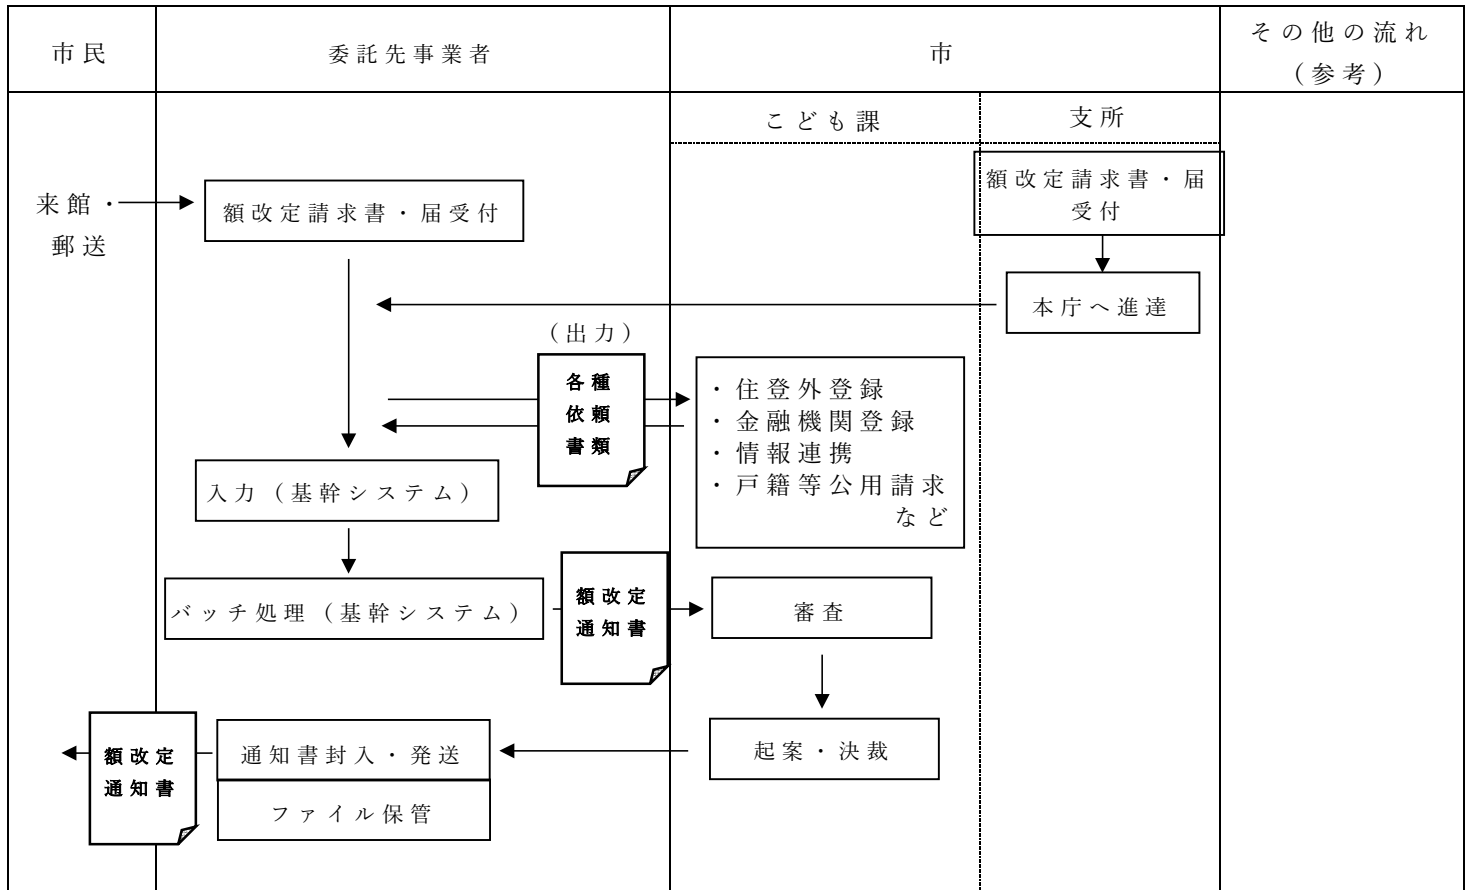 市民
委託先事業者
市
その他の流れ
（参考）
こども課
支所
来館・
郵送
額改定請求書・届受付
額改定請求書・届
受付
本庁へ進達
（出力）
各種
依頼
書類
・住登外登録
・金融機関登録
・情報連携
・戸籍等公用請求
など
入力（基幹システム）
バッチ処理（基幹システム）
額改定
通知書
審査
額改定
通知書
通知書封入・発送
起案・決裁
ファイル保管